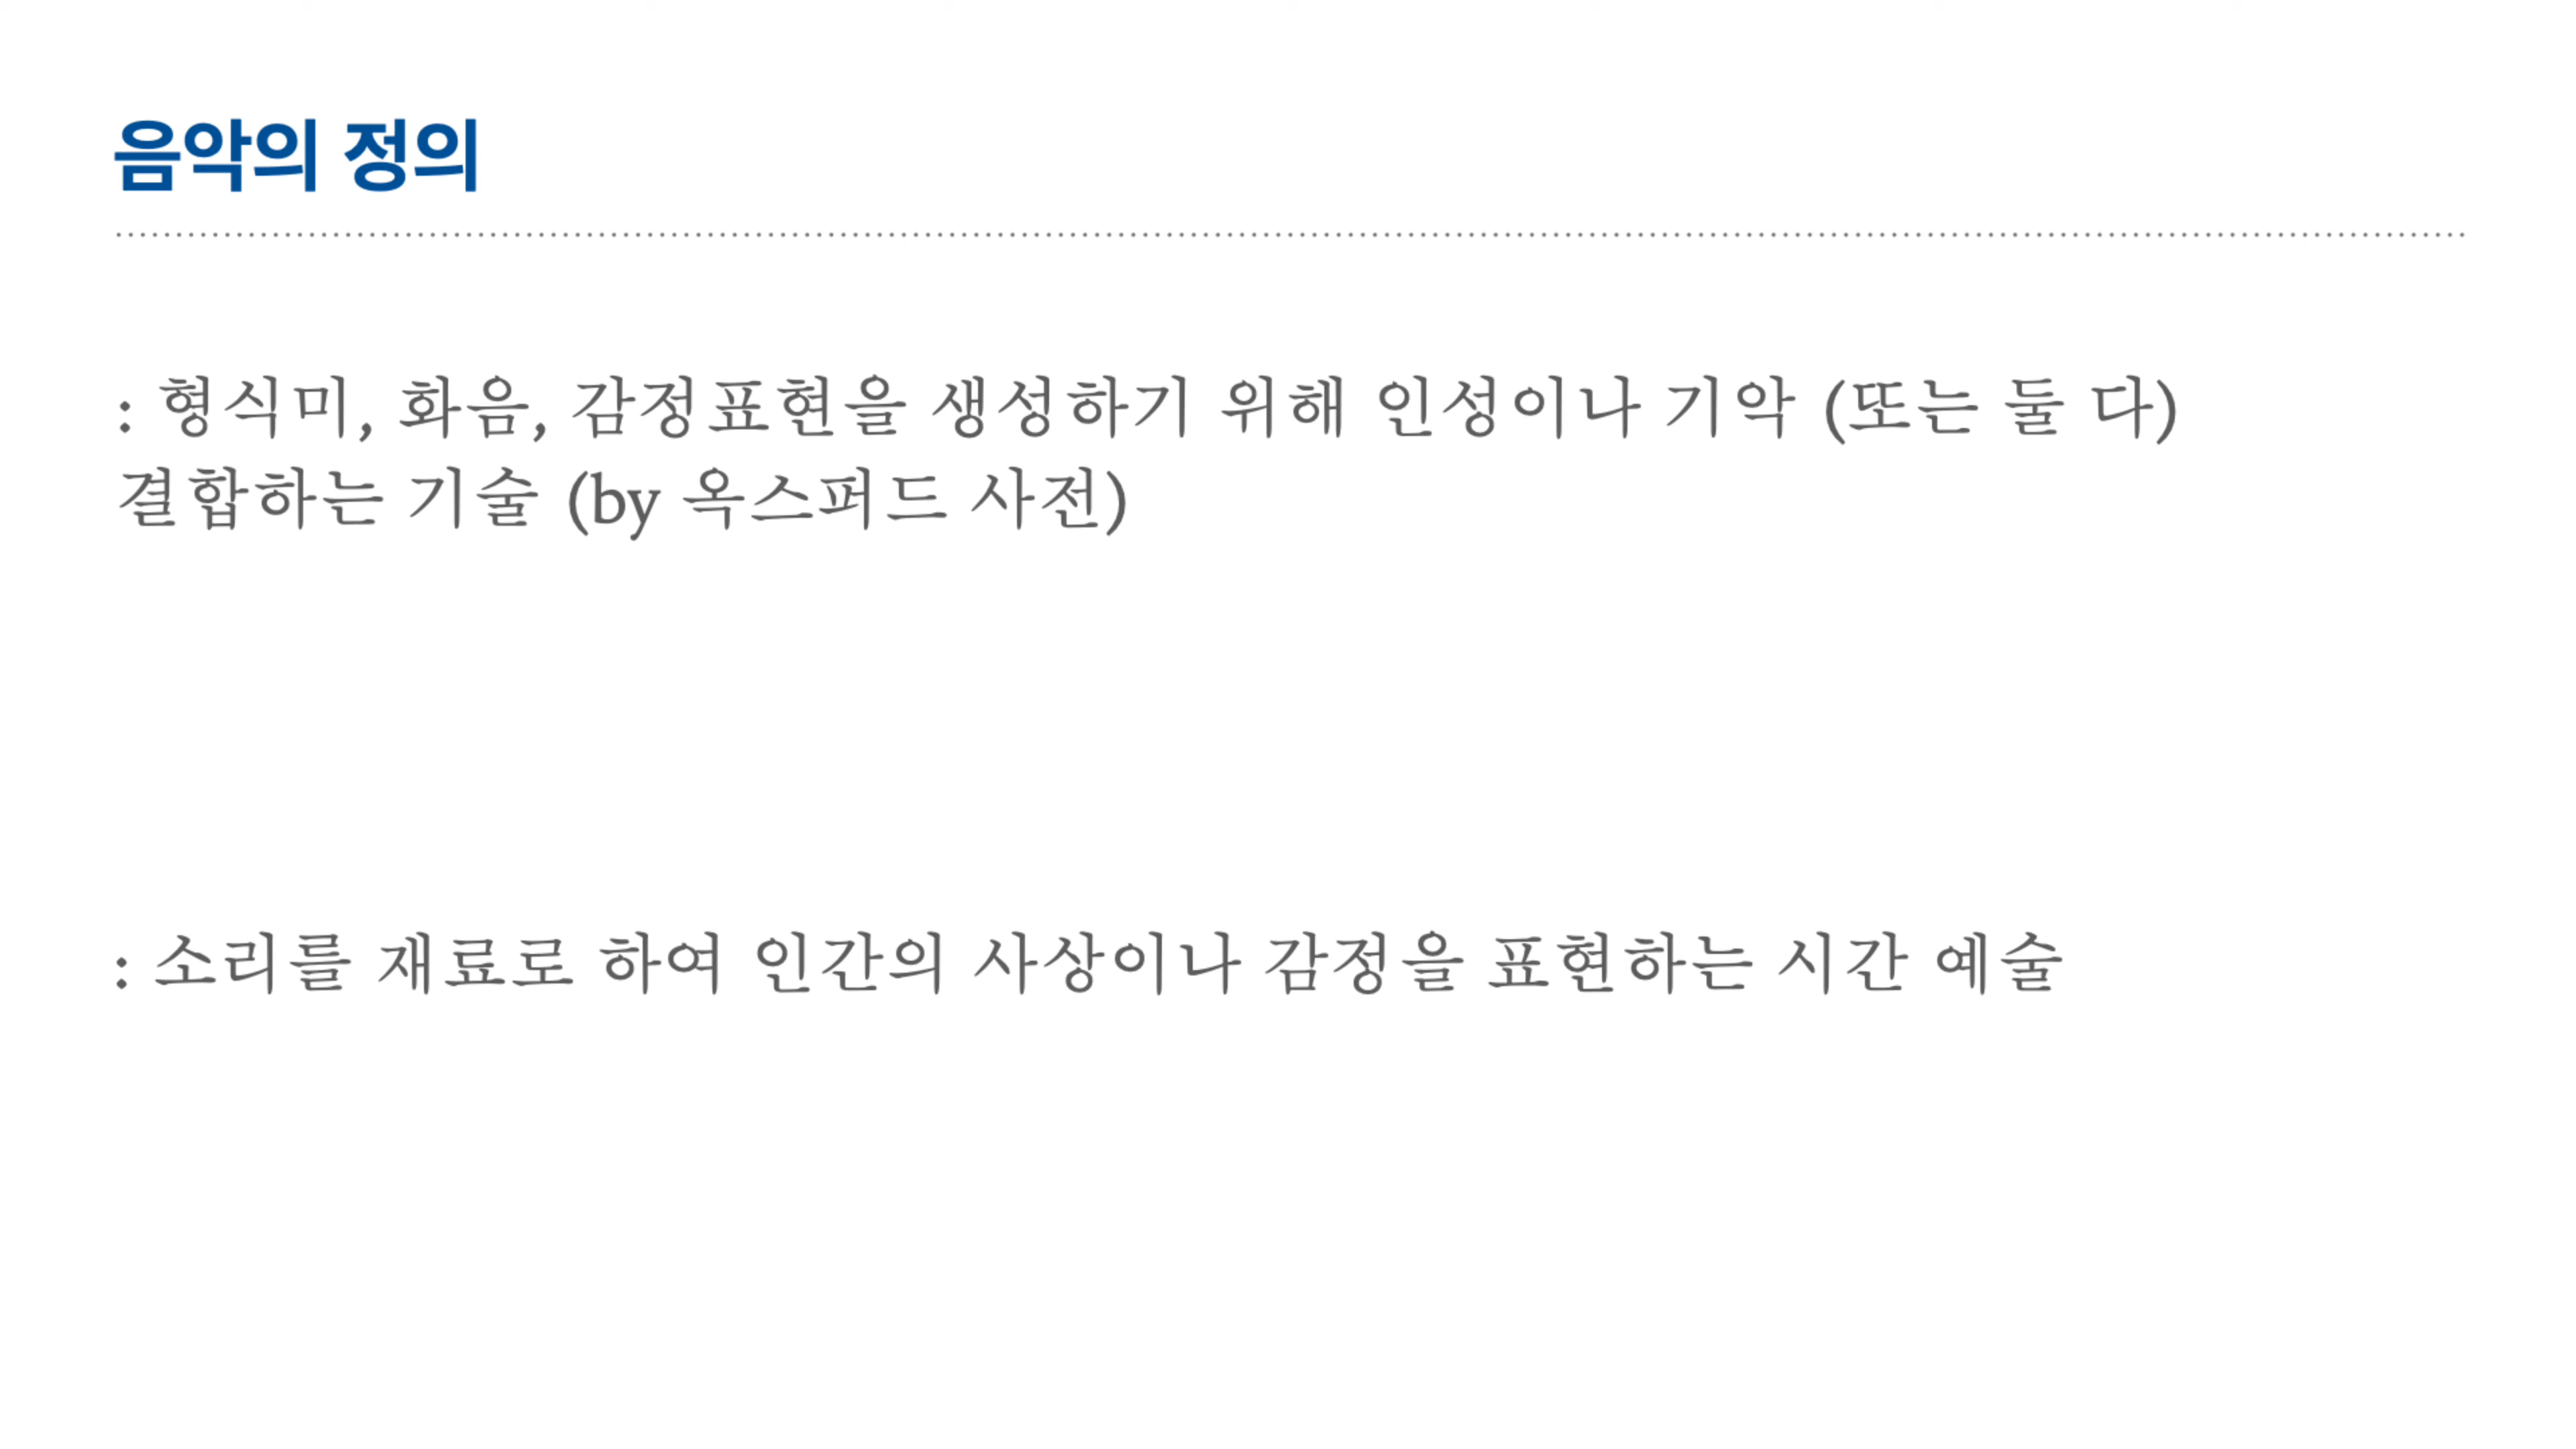 음악의 정의
: 형식미, 화음, 감정표현을 생성하기 위해 인성이나 기악 (또는 둘 다)
결합하는 기술 (by 옥스퍼드 사전)
: 소리를 재료로 하여 인간의 사상이나 감정을 표현하는 시간 예술